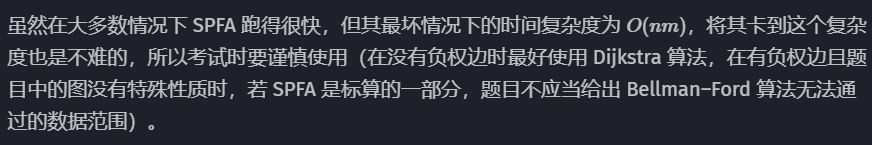 虽然在大多数情况下 SPFA 跑得很快，但其最坏情况下的时间复杂度为 O(nm)，将其卡到这个复杂
度也是不难的，所以考试时要谨慎使用（在没有负权边时最好使用 Dijkstra 算法，在有负权边且题
目中的图没有特殊性质时，若 SPFA 是标算的一部分，题目不应当给出 Bellman–Ford 算法无法通
过的数据范围）。